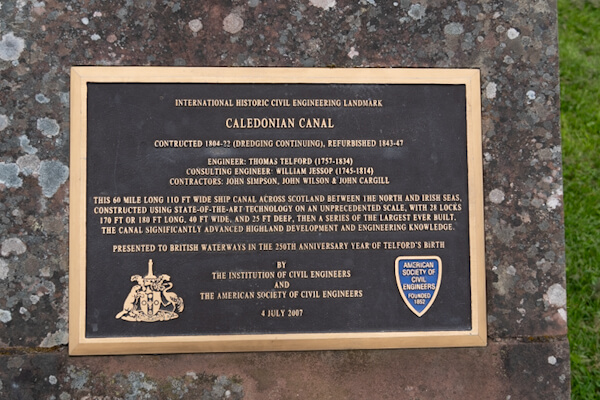 INTERNATIONAL HISTORIC CIVIL ENGINEERING LANDMARK
CALEDONIAN CANAL
CONTRUCTED 1804-22 (DREDGING CONTINUING), REFURBISHED 1843-47
ENGINEER: THOMAS TELFORD (1757-1834)
CONSULTING ENGINEER: WILLIAM JESSOP (1745-1814)
CONTRACTORS: JOHN SIMPSON, JOHN WILSON & JOHN CARGILL
THIS 60 MILE LONG 110 FT WIDE SHIP CANAL ACROSS SCOTLAND BETWEEN THE NORTH AND IRISH SEAS,
CONSTRUCTED USING STATE-OF-THE-ART TECHNOLOGY ON AN UNPRECEDENTED SCALE, WITH 28 LOCKS
170 FT OR 180 FT LONG, 40 FT WIDE, AND 25 FT DEEP, THEN A SERIES OF THE LARGEST EVER BUILT.
THE CANAL SIGNIFICANTLY ADVANCED HIGHLAND DEVELOPMENT AND ENGINEERING KNOWLEDGE.
PRESENTED TO BRITISH WATERWAYS IN THE 250TH ANNIVERSARY YEAR OF TELFORD'S BIRTH
BY
THE INSTITUTION OF CIVIL ENGINEERS
AND
THE AMERICAN SOCIETY OF CIVIL ENGINEERS
4 JULY 2007
AMERICAN
SOCIETY OF
CIVIL
ENGINEERS
FOUNDED
1852